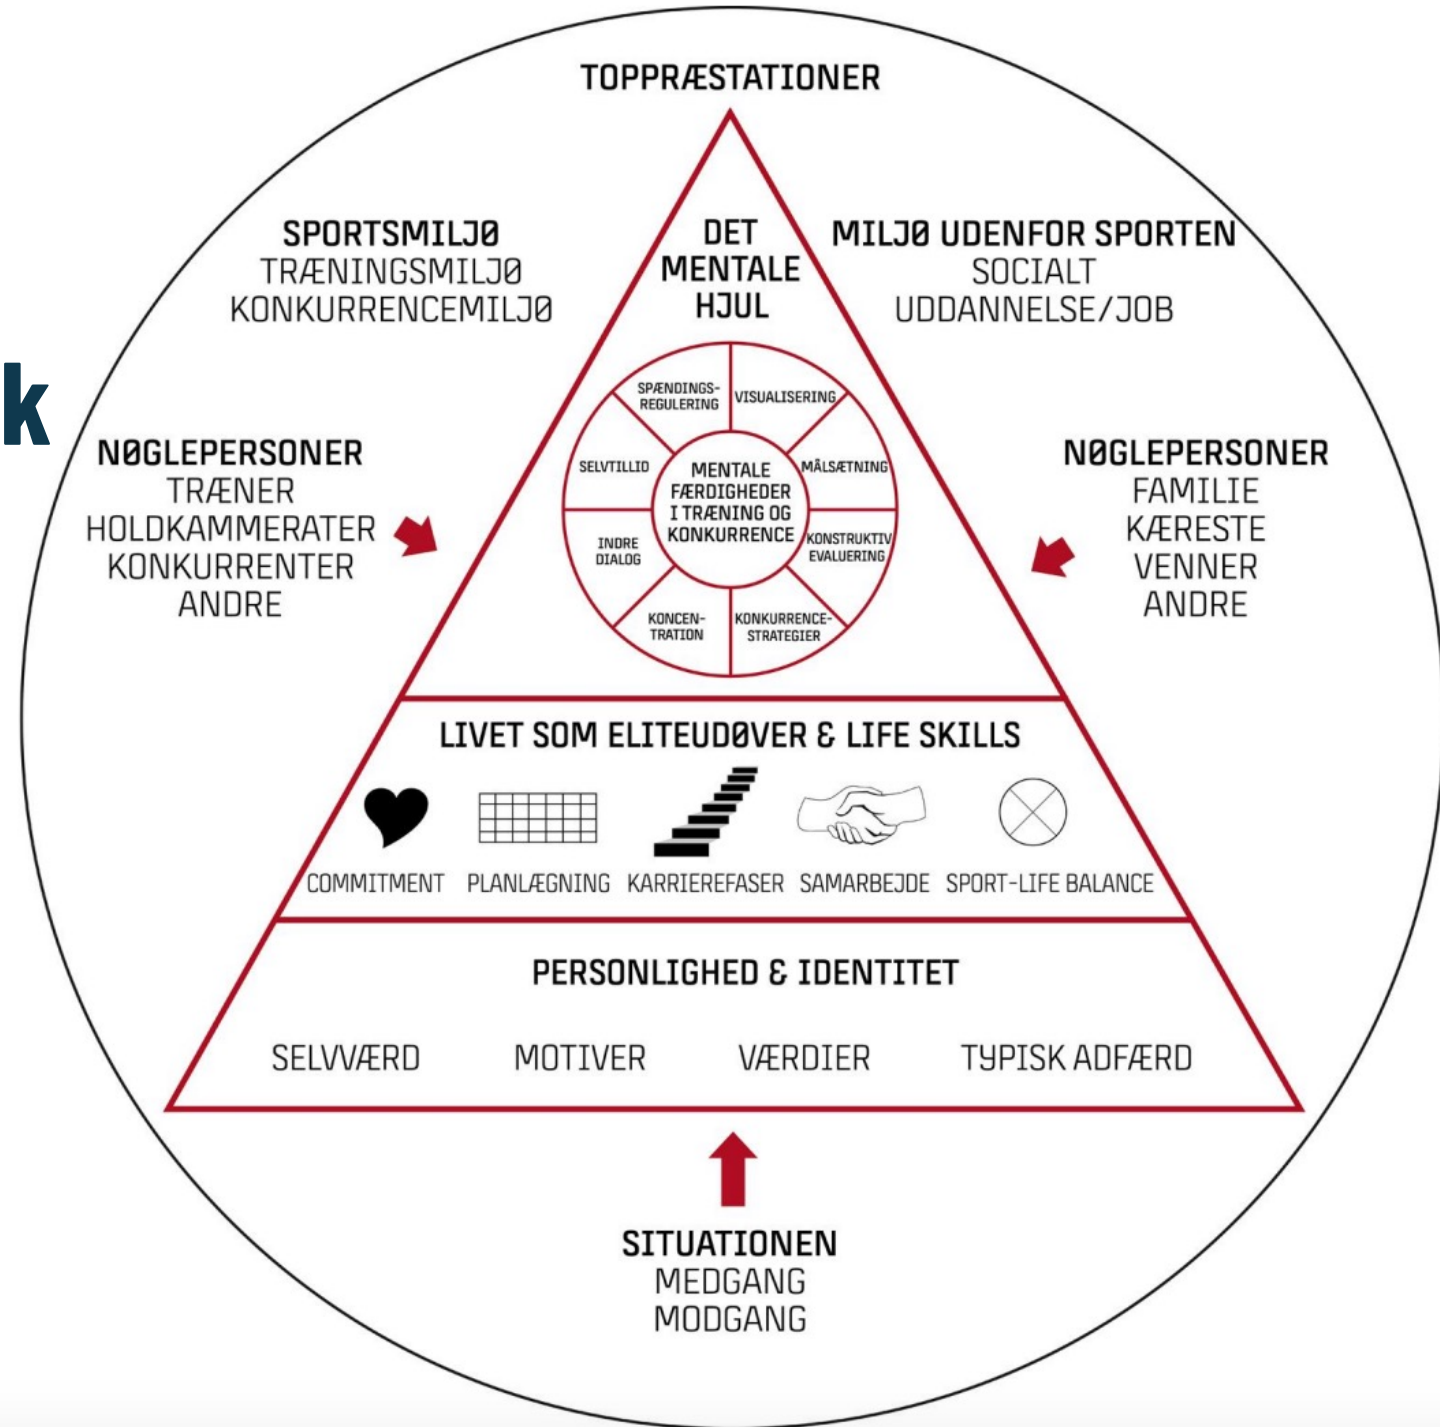 TOPPRÆSTATIONER
SPORTSMILJØ
TRÆNINGSMILJØ
KONKURRENCEMILJØ
DET
MENTALE
HJUL
MILJØ UDENFOR SPORTEN
SOCIALT
UDDANNELSE/JOB
k
NØGLEPERSONER
TRÆNER
HOLDKAMMERATER
KONKURRENTER
ANDRE
SPÆNDINGS-
REGULERING
VISUALISERING
SELVTILLID
MÅLSÆTNING
MENTALE
FÆRDIGHEDER
I TRÆNING OG
KONKURRENCE
INDRE
DIALOG
KONSTRUKTIV
EVALUERING
KONCEN-
TRATION
KONKURRENCE-
STRATEGIER
NØGLEPERSONER
FAMILIE
KÆRESTE
VENNER
ANDRE
LIVET SOM ELITEUDØVER & LIFE SKILLS
COMMITMENT
PLANLÆGNING
KARRIEREFASER
SAMARBEJDE
SPORT-LIFE BALANCE
PERSONLIGHED & IDENTITET
SELVVÆRD
MOTIVER
VÆRDIER
TYPISK ADFÆRD
SITUATIONEN
MEDGANG
MODGANG